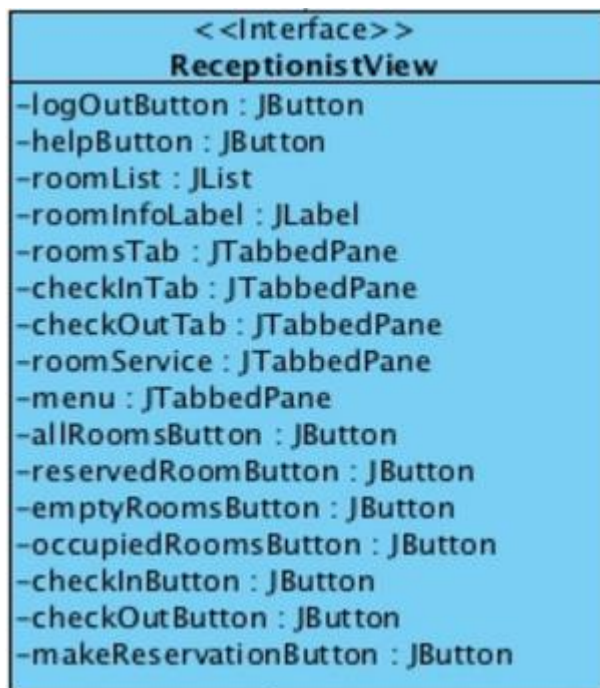 <<Interface>>
ReceptionistView
-logOutButton : JButton
-helpButton : JButton
-roomList : JList
-roomInfoLabel : JLabel
-roomsTab : JTabbedPane
-checkInTab : JTabbedPane
-checkOutTab : JTabbedPane
-roomService : JTabbedPane
-menu : JTabbedPane
-allRoomsButton : JButton
-reservedRoomButton : JButton
-emptyRoomsButton : JButton
-occupiedRoomsButton : JButton
-checkInButton : JButton
-checkOutButton : JButton
-makeReservationButton : JButton